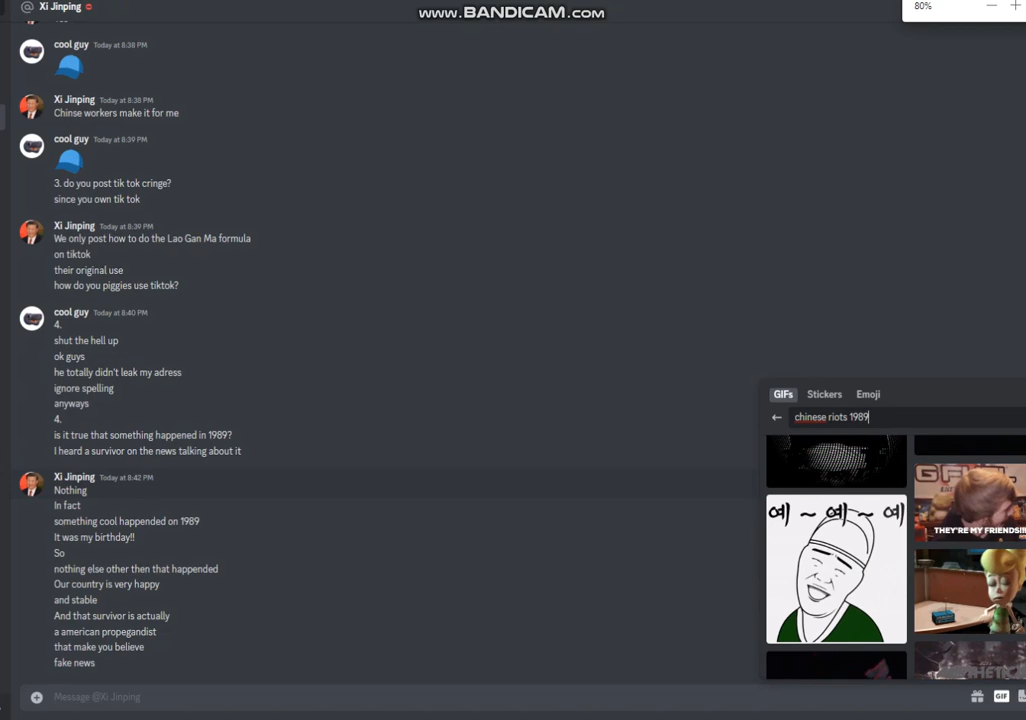 Xi Jinping
www.BANDICAM.com
80%
cool guy Today at 8:38 PM
Xi Jinping Today at 8:38 PM
Chinse workers make it for me
cool guy Today at 8:39 PM
3. do you post tik tok cringe?
since you own tik tok
Xi Jinping Today at 8:39 PM
We only post how to do the Lao Gan Ma formula
on tiktok
their original use
how do you piggies use tiktok?
cool guy Today at 8:40 PM
4.
shut the hell up
ok guys
he totally didn't leak my adress
ignore spelling
anyways
4.
is it true that something happened in 1989?
I heard a survivor on the news talking about it
Xi Jinping Today at 8:42 PM
Nothing
In fact
something cool happended on 1989
It was my birthday!!
So
nothing else other then that happended
Our country is very happy
and stable
And that survivor is actually
a american propegandist
that make you believe
fake news
Message @Xi Jinping
GIFs Stickers Emoji
chinese riots 1989
예~예~예
THEY'RE MY FRIENDS!!
GIF